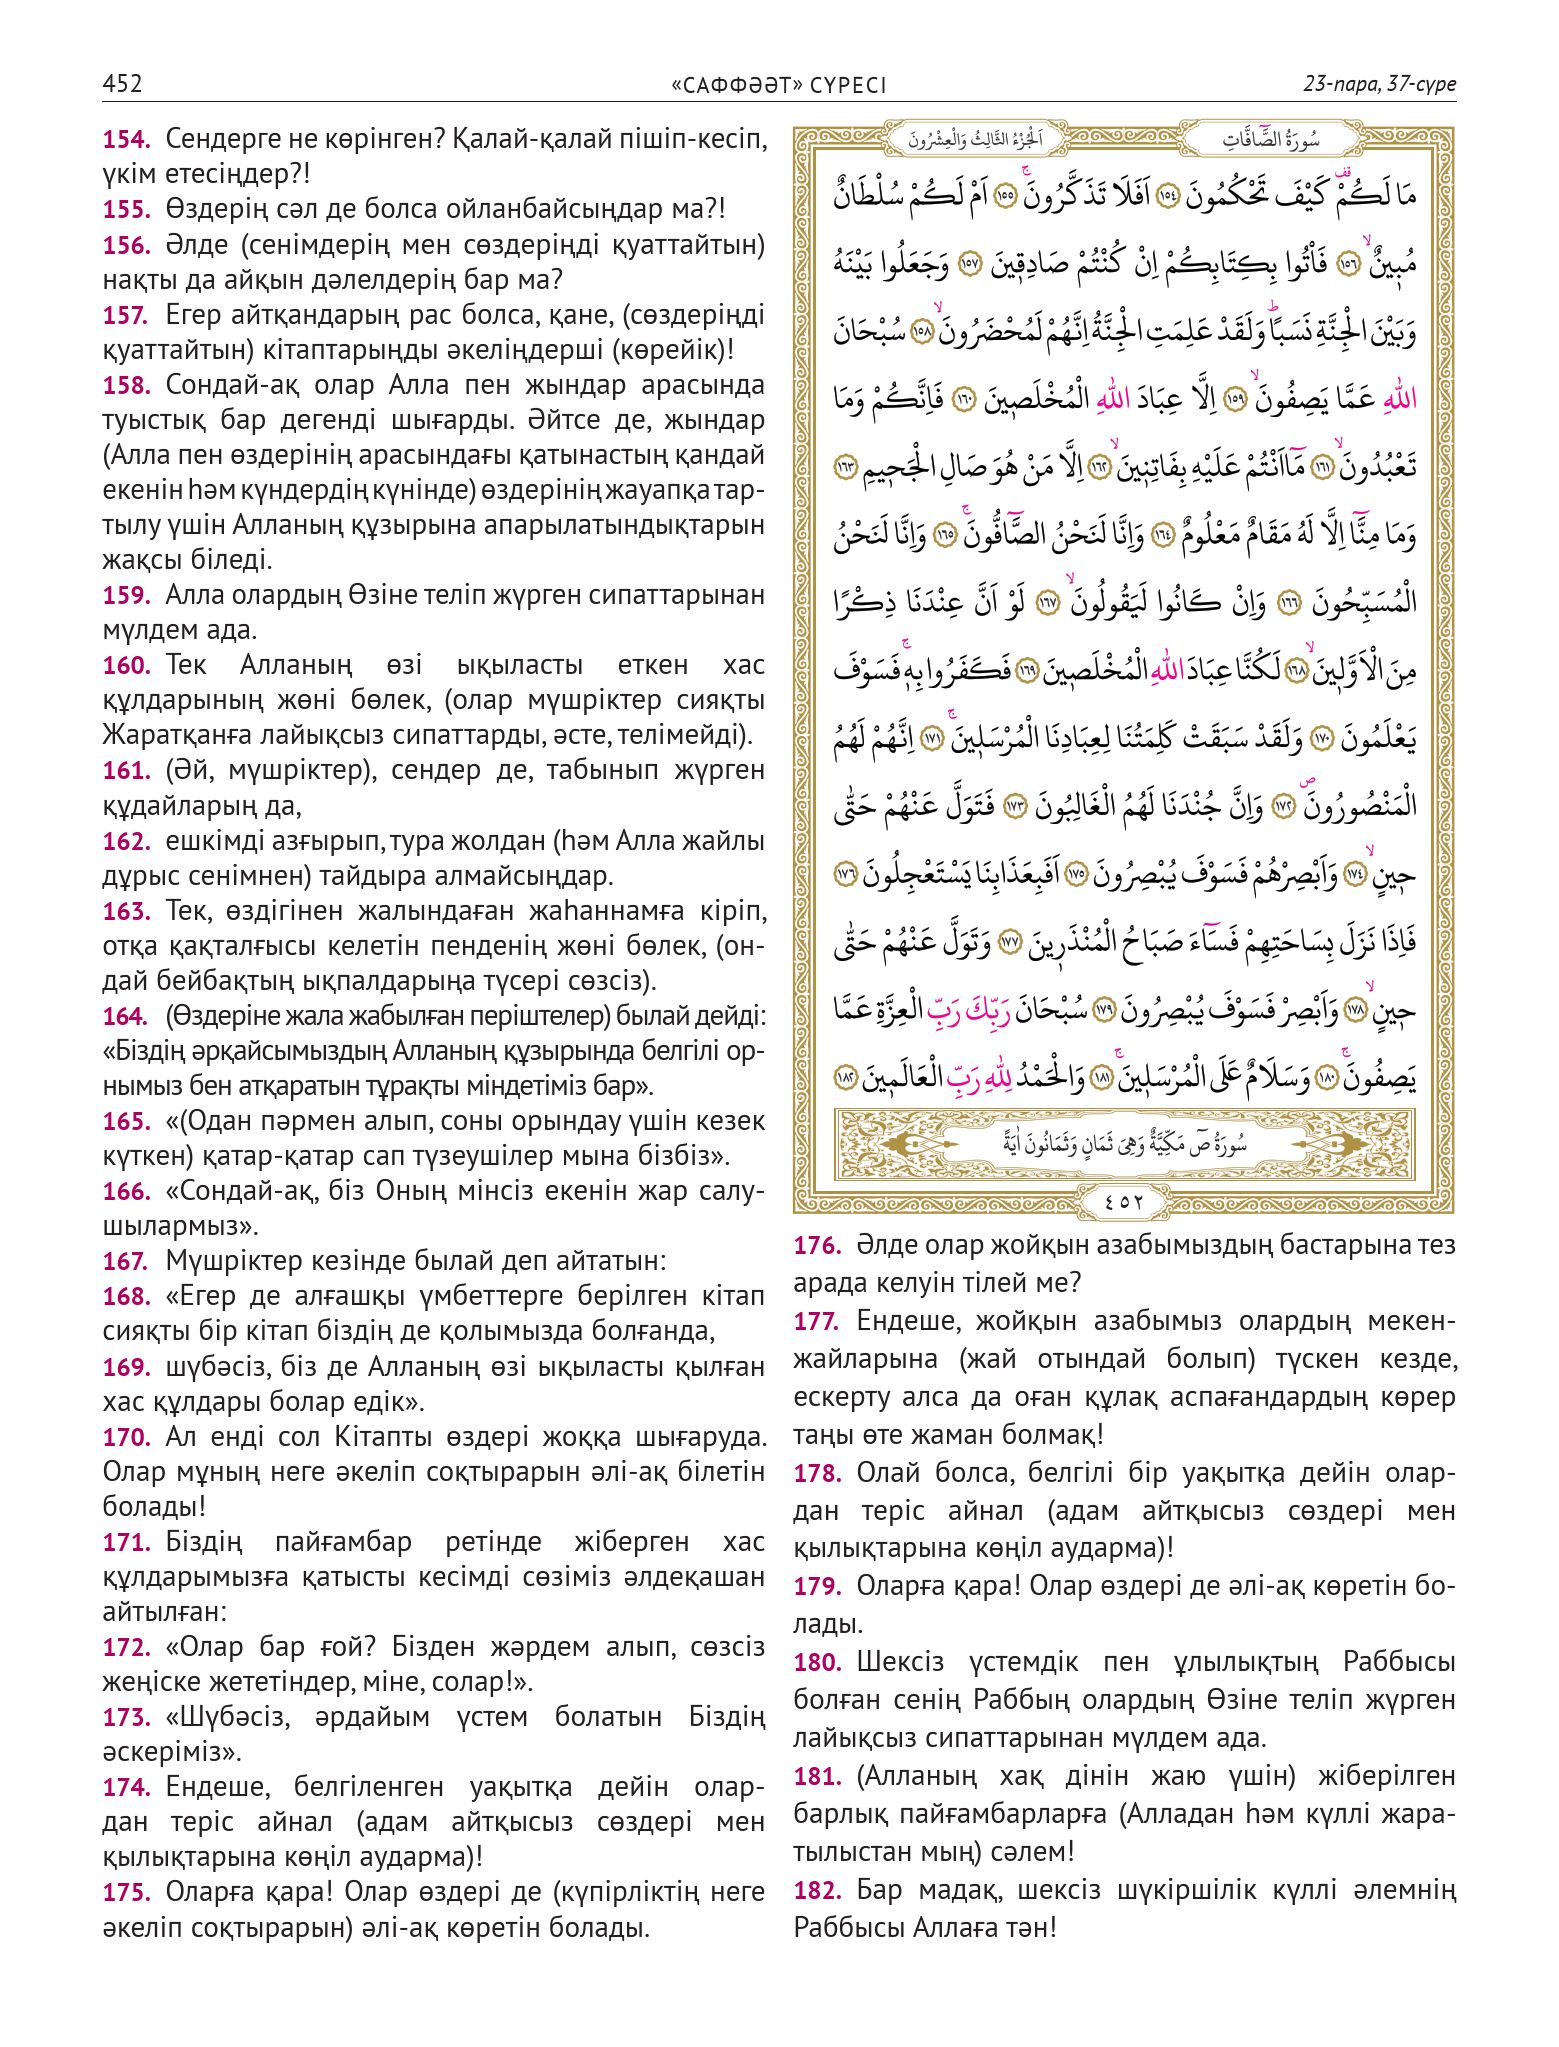 452
«САФФӘӘТ» СҮРЕСІ
23-пара, 37-сүре
154. Сендерге не көрінген? Қалай-қалай пішіп-кесіп,
үкім етесіңдер?!
155. Өздерің сәл де болса ойланбайсыңдар ма?!
156. Әлде (сенімдерің мен сөздеріңді қуаттайтын)
нақты да айқын дәлелдерің бар ма?
157. Егер айтқандарың рас болса, қане, (сөздеріңді
қуаттайтын) кітаптарыңды әкеліңдерші (көрейік)!
158. Сондай-ақ олар Алла пен жындар арасында
туыстық бар дегенді шығарды. Әйтсе де, жындар
(Алла пен өздерінің арасындағы қатынастың қандай
екенін һәм күндердің күнінде) өздерінің жауапқа тар-
тылу үшін Алланың құзырына апарылатындықтарын
жақсы біледі.
159. Алла олардың Өзіне теліп жүрген сипаттарынан
мүлдем ада.
160. Тек Алланың өзі ықыласты еткен хас
құлдарының жөні бөлек, (олар мүшріктер сияқты
Жаратқанға лайықсыз сипаттарды, әсте, телімейді).
161. (Әй, мүшріктер), сендер де, табынып жүрген
құдайларың да,
162. ешкімді азғырып, тура жолдан (һәм Алла жайлы
дұрыс сенімнен) тайдыра алмайсыңдар.
163. Тек, өздігінен жалындаған жаһаннамға кіріп,
отқа қақталғысы келетін пенденің жөні бөлек, (он-
дай бейбақтың ықпалдарыңа түсері сөзсіз).
164. (Өздеріне жала жабылған періштелер) былай дейді:
«Біздің әрқайсымыздың Алланың құзырында белгілі ор-
нымыз бен атқаратын тұрақты міндетіміз бар».
165. «(Одан пәрмен алып, соны орындау үшін кезек
күткен) қатар-қатар сап түзеушілер мына бізбіз».
166. «Сондай-ақ, біз Оның мінсіз екенін жар салу-
шылармыз».
167. Мүшріктер кезінде былай деп айтатын:
168. «Егер де алғашқы үмбеттерге берілген кітап
сияқты бір кітап біздің де қолымызда болғанда,
169. шүбәсіз, біз де Алланың өзі ықыласты қылған
хас құлдары болар едік».
170. Ал енді сол Кітапты өздері жоққа шығаруда.
Олар мұның неге әкеліп соқтырарын әлі-ақ білетін
болады!
171. Біздің пайғамбар ретінде жіберген хас
құлдарымызға қатысты кесімді сөзіміз әлдеқашан
айтылған:
172. «Олар бар ғой? Бізден жәрдем алып, сөзсіз
жеңіске жететіндер, міне, солар!».
173. «Шүбәсіз, әрдайым үстем болатын Біздің
әскеріміз».
174. Ендеше, белгіленген уақытқа дейін олар-
дан теріс айнал (адам айтқысыз сөздері мен
қылықтарына көңіл аударма)!
175. Оларға қара! Олар өздері де (күпірліктің неге
әкеліп соқтырарын) әлі-ақ көретін болады.
سُورَةُ الصَّٓافَّاتِ
اَلْجُزْءُ الثَّالِثُ وَالْعِشْرُونَ
مَا لَكُمْ۠ كَيْفَ تَحْكُمُونَ ﴿١٥٤﴾ اَفَلَا تَذَكَّرُونَۚ ﴿١٥٥﴾ اَمْ لَكُمْ سُلْطَانٌ
مُب۪ينٌۙ ﴿١٥٦﴾ فَأْتُوا بِكِتَابِكُمْ اِنْ كُنْتُمْ صَادِق۪ينَ ﴿١٥٧﴾ وَجَعَلُوا بَيْنَهُ
وَبَيْنَ الْجِنَّةِ نَسَبًاۜ وَلَقَدْ عَلِمَتِ الْجِنَّةُ اِنَّهُمْ لَمُحْضَرُونَۙ ﴿١٥٨﴾ سُبْحَانَ
اللّٰهِ عَمَّا يَصِفُونَۙ ﴿١٥٩﴾ اِلَّا عِبَادَ اللّٰهِ الْمُخْلَص۪ينَ ﴿١٦٠﴾ فَاِنَّكُمْ وَمَا
تَعْبُدُونَۙ ﴿١٦١﴾ مَٓا اَنْتُمْ عَلَيْهِ بِفَاتِن۪ينَۙ ﴿١٦٢﴾ اِلَّا مَنْ هُوَ صَالِ الْجَح۪يمِ ﴿١٦٣﴾
وَمَا مِنَّٓا اِلَّا لَهُ مَقَامٌ مَعْلُومٌ ﴿١٦٤﴾ وَاِنَّا لَنَحْنُ الصَّٓافُّونَۚ ﴿١٦٥﴾ وَاِنَّا لَنَحْنُ
الْمُسَبِّحُونَ ﴿١٦٦﴾ وَاِنْ كَانُوا لَيَقُولُونَۙ ﴿١٦٧﴾ لَوْ اَنَّ عِنْدَنَا ذِكْرًا
مِنَ الْاَوَّل۪ينَۙ ﴿١٦٨﴾ لَكُنَّا عِبَادَ اللّٰهِ الْمُخْلَص۪ينَ ﴿١٦٩﴾ فَكَفَرُوا بِه۪ۚ فَسَوْفَ
يَعْلَمُونَ ﴿١٧٠﴾ وَلَقَدْ سَبَقَتْ كَلِمَتُنَا لِعِبَادِنَا الْمُرْسَل۪ينَۚ ﴿١٧١﴾ اِنَّهُمْ لَهُمُ
الْمَنْصُورُونَۖ ﴿١٧٢﴾ وَاِنَّ جُنْدَنَا لَهُمُ الْغَالِبُونَ ﴿١٧٣﴾ فَتَوَلَّ عَنْهُمْ حَتّٰى
ح۪ينٍۙ ﴿١٧٤﴾ وَاَبْصِرْهُمْ فَسَوْفَ يُبْصِرُونَ ﴿١٧٥﴾ اَفَبِعَذَابِنَا يَسْتَعْجِلُونَ ﴿١٧٦﴾
فَاِذَا نَزَلَ بِسَاحَتِهِمْ فَسَٓاءَ صَبَاحُ الْمُنْذَر۪ينَ ﴿١٧٧﴾ وَتَوَلَّ عَنْهُمْ حَتّٰى
ح۪ينٍۙ ﴿١٧٨﴾ وَاَبْصِرْ فَسَوْفَ يُبْصِرُونَ ﴿١٧٩﴾ سُبْحَانَ رَبِّكَ رَبِّ الْعِزَّةِ عَمَّا
يَصِفُونَۚ ﴿١٨٠﴾ وَسَلَامٌ عَلَى الْمُرْسَل۪ينَۚ ﴿١٨١﴾ وَالْحَمْدُ لِلّٰهِ رَبِّ الْعَالَم۪ينَ ﴿١٨٢﴾
سُورَةُ صٓ مَكِّيَّةٌ وَهِيَ ثَمَانٍ وَثَمَانُونَ اٰيَةً
٤٥٢
176. Әлде олар жойқын азабымыздың бастарына тез
арада келуін тілей ме?
177. Ендеше, жойқын азабымыз олардың мекен-
жайларына (жай отындай болып) түскен кезде,
ескерту алса да оған құлақ аспағандардың көрер
таңы өте жаман болмақ!
178. Олай болса, белгілі бір уақытқа дейін олар-
дан теріс айнал (адам айтқысыз сөздері мен
қылықтарына көңіл аударма)!
179. Оларға қара! Олар өздері де әлі-ақ көретін бо-
лады.
180. Шексіз үстемдік пен ұлылықтың Раббысы
болған сенің Раббың олардың Өзіне теліп жүрген
лайықсыз сипаттарынан мүлдем ада.
181. (Алланың хақ дінін жаю үшін) жіберілген
барлық пайғамбарларға (Алладан һәм күллі жара-
тылыстан мың) сәлем!
182. Бар мадақ, шексіз шүкіршілік күллі әлемнің
Раббысы Аллаға тән!